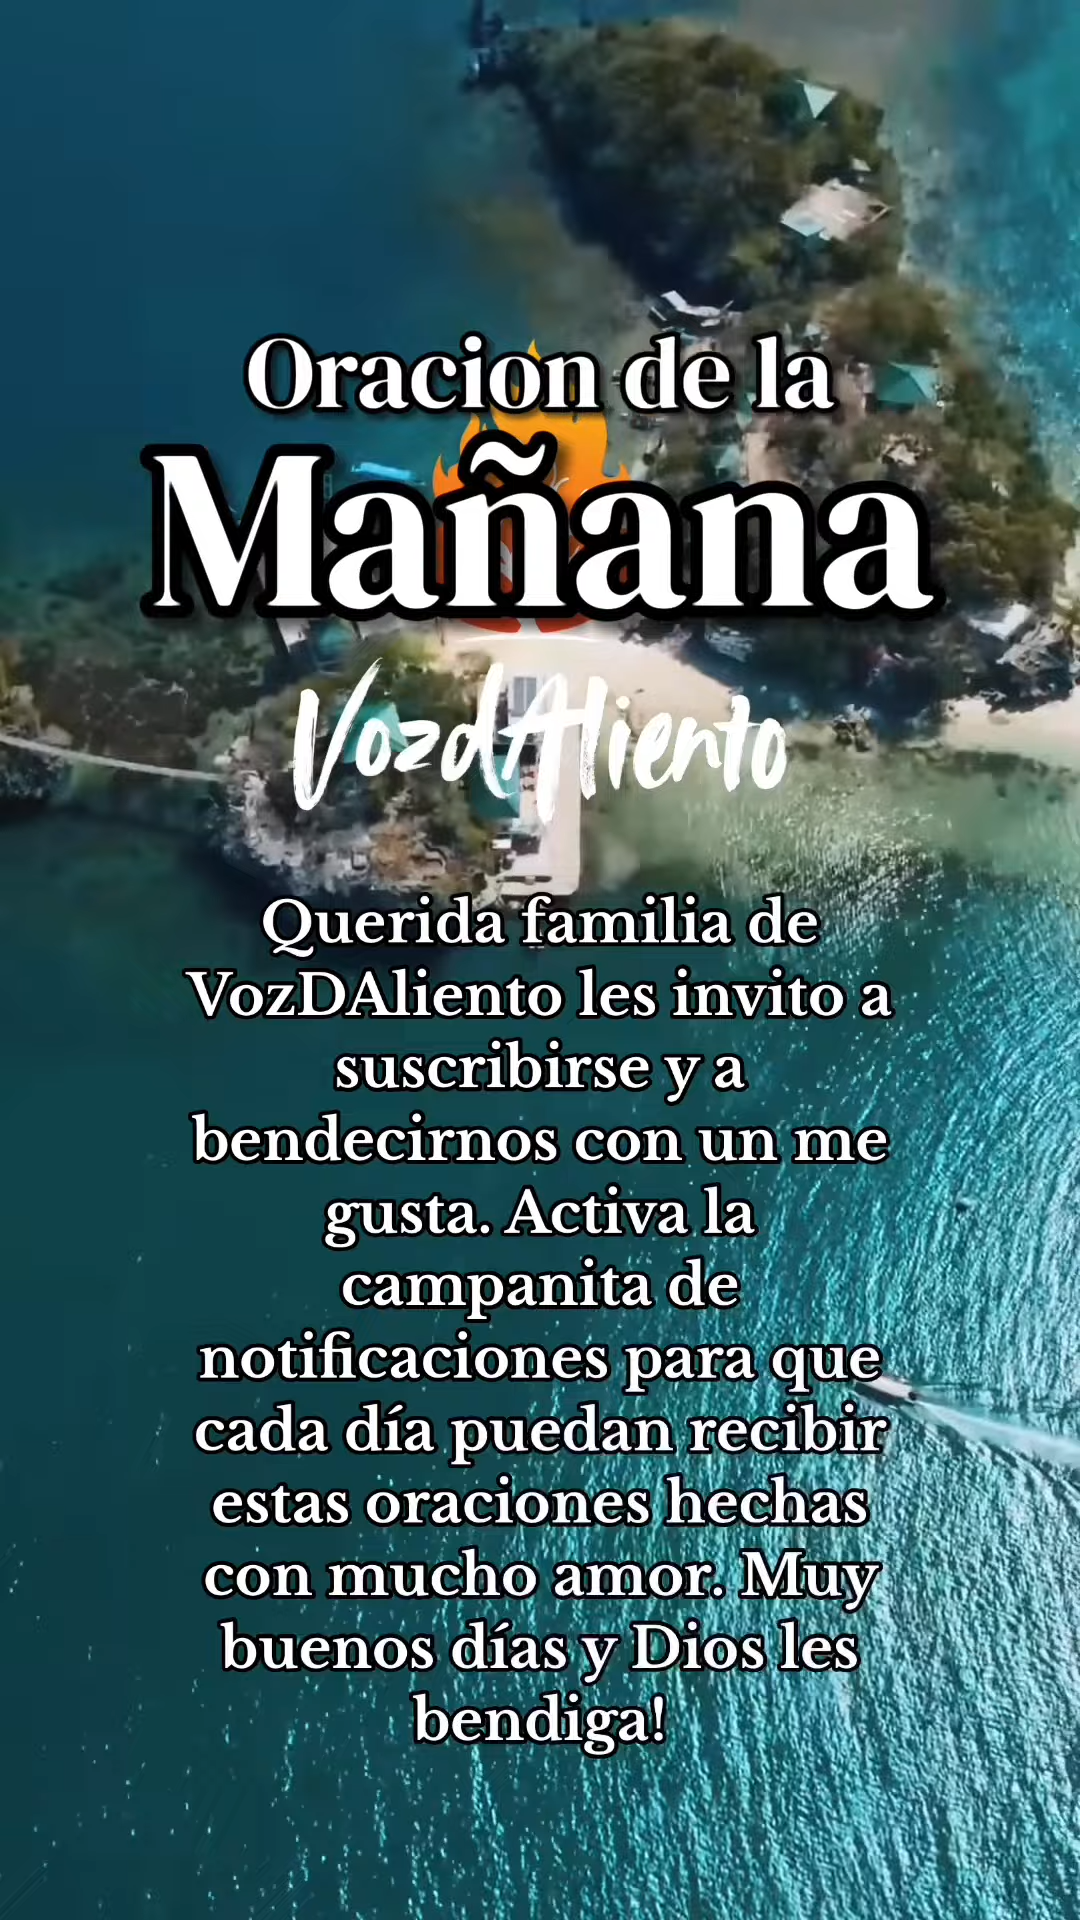 Oracion de la
Mañana
VozdAliento
Querida familia de
VozDAliento les invito a
suscribirse y a
bendecirnos con un me
gusta. Activa la
campanita de
notificaciones para que
cada día puedan recibir
estas oraciones hechas
con mucho amor. Muy
buenos días y Dios les
bendiga!